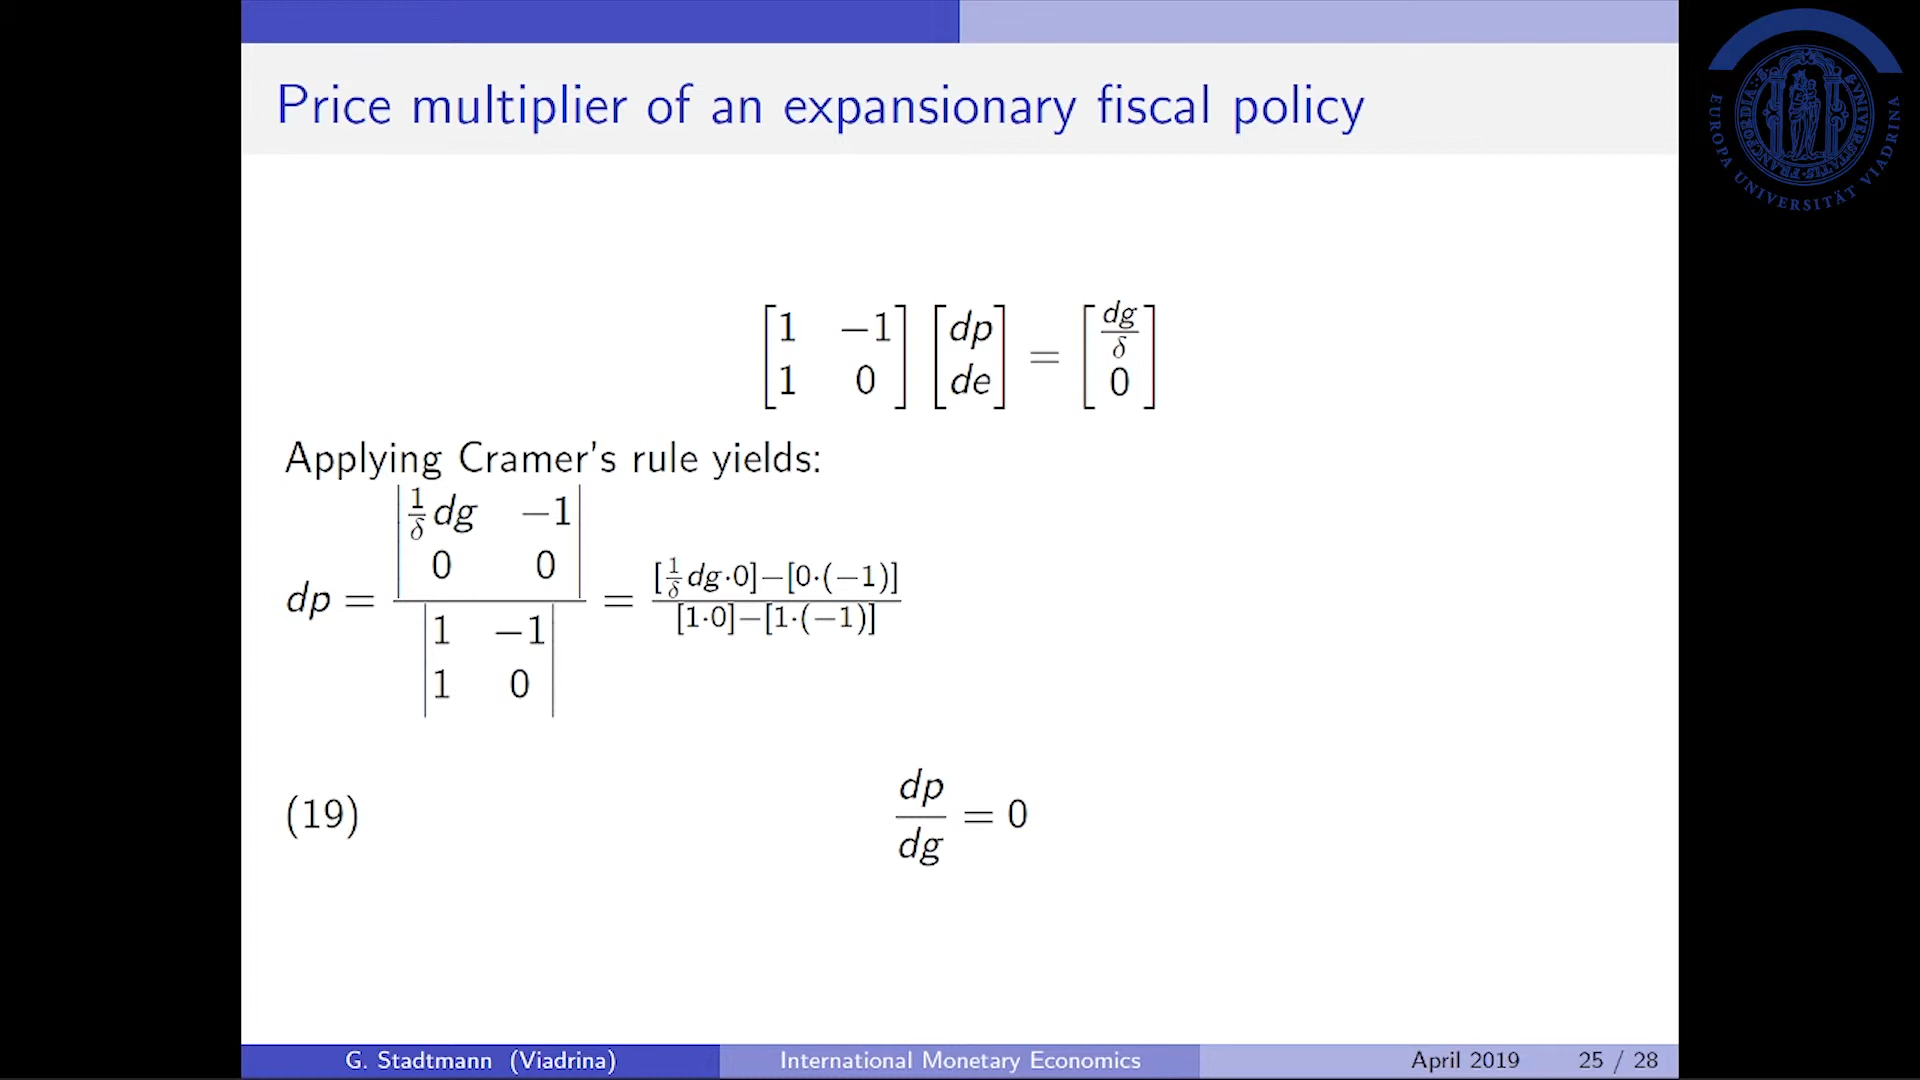 Price multiplier of an expansionary fiscal policy
[1 −1; 1 0] [dp; de] = [dg/δ; 0]
Applying Cramer's rule yields:
dp = |1/δ dg −1; 0 0| / |1 −1; 1 0| = [1/δ dg·0]−[0·(−1)] / [1·0]−[1·(−1)]
(19) dp/dg = 0
G. Stadtmann (Viadrina) International Monetary Economics April 2019 25 / 28
EUROPA UNIVERSITÄT VIADRINA